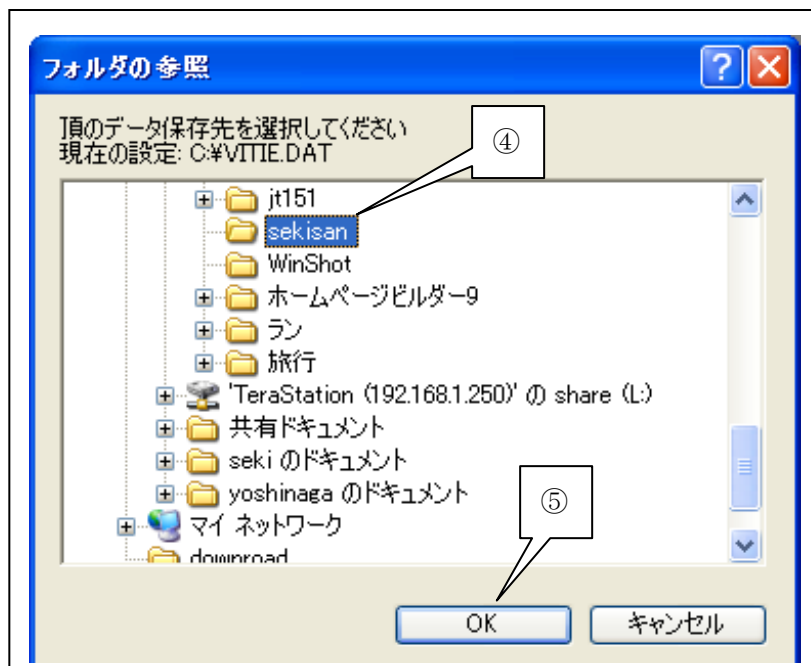 フォルダの参照
頂のデータ保存先を選択してください
現在の設定: C:¥VITIE.DAT
④
jt151
sekisan
WinShot
ホームページビルダー9
ラン
旅行
'TeraStation (192.168.1.250)' の share (L:)
共有ドキュメント
seki のドキュメント
yoshinaga のドキュメント
⑤
マイ ネットワーク
downroad
OK
キャンセル